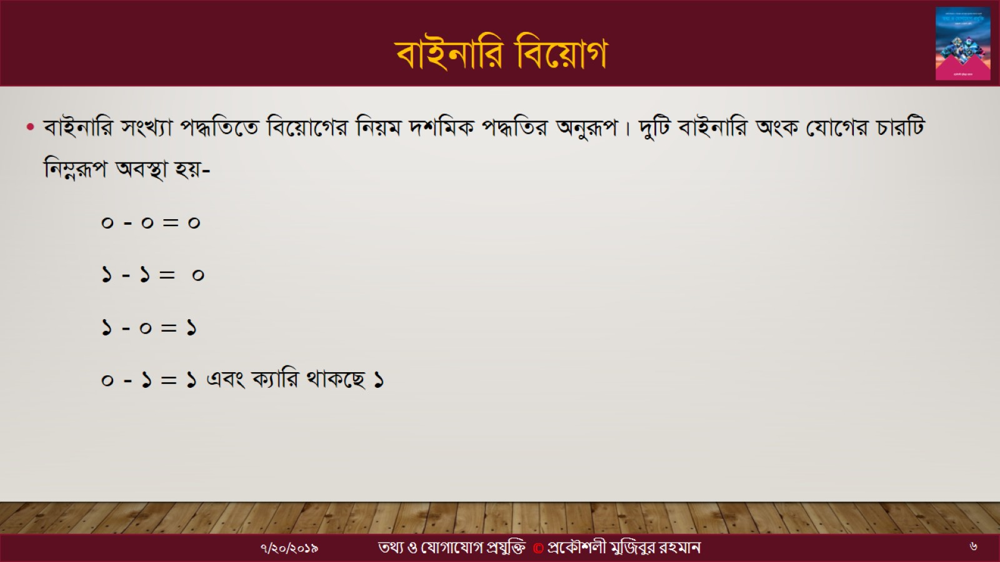 বাইনারি বিয়োগ
• বাইনারি সংখ্যা পদ্ধতিতে বিয়োগের নিয়ম দশমিক পদ্ধতির অনুরূপ। দুটি বাইনারি অংক যোগের চারটি
নিম্নরূপ অবস্থা হয়-
০ - ০ = ০
১ - ১ = ০
১ - ০ = ১
০ - ১ = ১ এবং ক্যারি থাকছে ১
৭/২০/২০১৯ তথ্য ও যোগাযোগ প্রযুক্তি © প্রকৌশলী মুজিবুর রহমান ৬